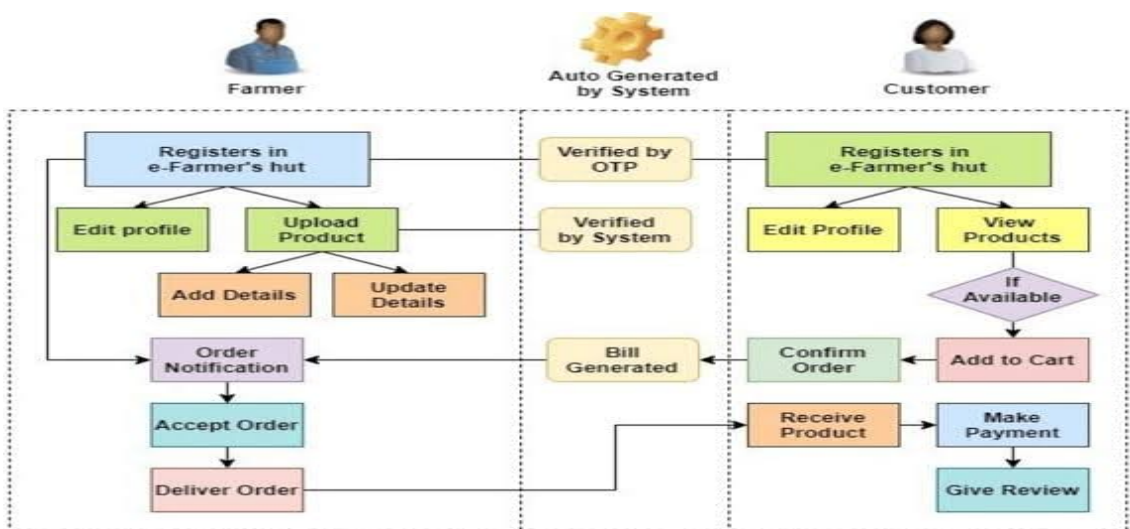 Farmer
Auto Generated
by System
Customer
Registers in
e-Farmer's hut
Verified by
OTP
Registers in
e-Farmer's hut
Edit profile
Upload
Product
Verified
by System
Edit Profile
View
Products
Add Details
Update
Details
If
Available
Order
Notification
Bill
Generated
Confirm
Order
Add to Cart
Accept Order
Receive
Product
Make
Payment
Deliver Order
Give Review